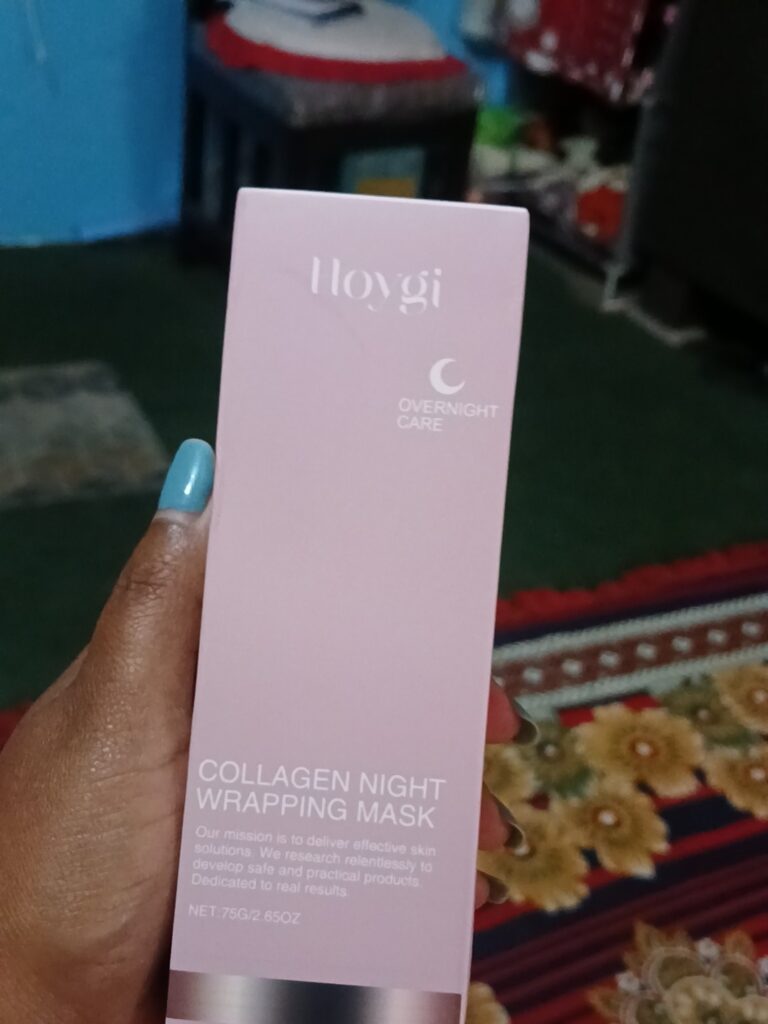 Hoygi
OVERNIGHT
CARE
COLLAGEN NIGHT
WRAPPING MASK
Our mission is to deliver effective skin
solutions. We research relentlessly to
develop safe and practical products.
Dedicated to real results.
NET:75G/2.65OZ